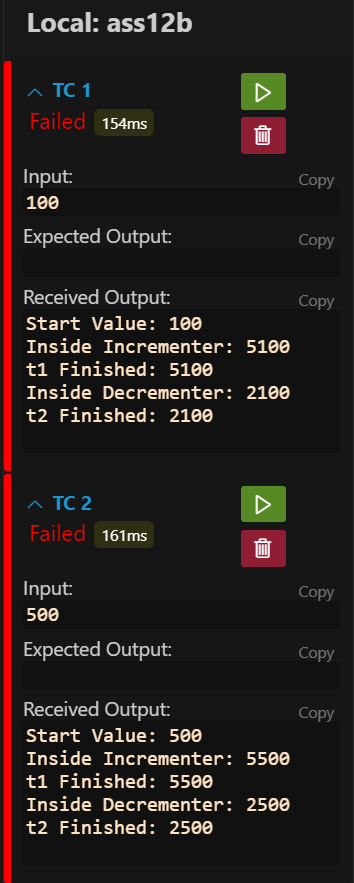 Local: ass12b
TC 1
Failed 154ms
Input: Copy
100
Expected Output: Copy
Received Output: Copy
Start Value: 100
Inside Incrementer: 5100
t1 Finished: 5100
Inside Decrementer: 2100
t2 Finished: 2100
TC 2
Failed 161ms
Input: Copy
500
Expected Output: Copy
Received Output: Copy
Start Value: 500
Inside Incrementer: 5500
t1 Finished: 5500
Inside Decrementer: 2500
t2 Finished: 2500